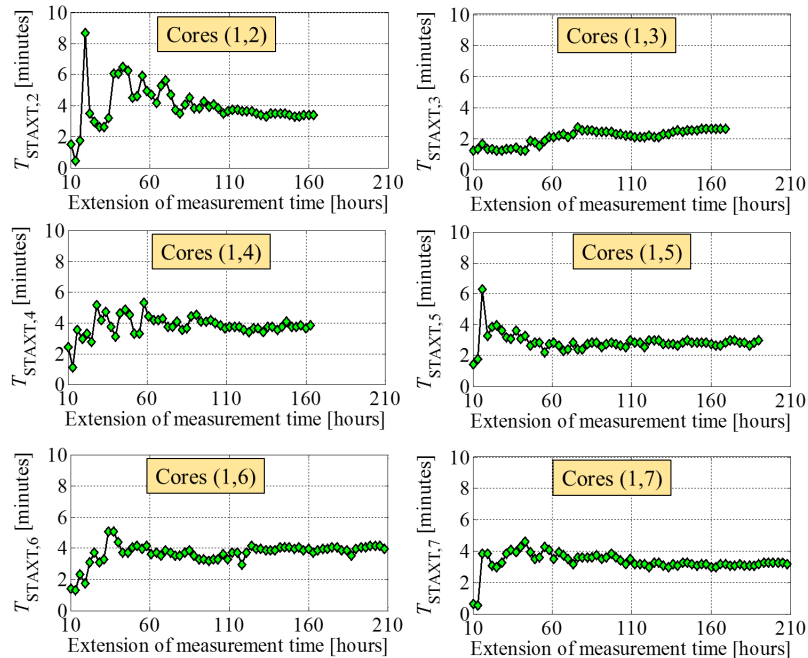 Cores (1,2)
T_STAXT,2 [minutes]
10
8
6
4
2
0
10 60 110 160 210
Extension of measurement time [hours]
Cores (1,3)
T_STAXT,3 [minutes]
10
8
6
4
2
0
10 60 110 160 210
Extension of measurement time [hours]
Cores (1,4)
T_STAXT,4 [minutes]
10
8
6
4
2
0
10 60 110 160 210
Extension of measurement time [hours]
Cores (1,5)
T_STAXT,5 [minutes]
10
8
6
4
2
0
10 60 110 160 210
Extension of measurement time [hours]
Cores (1,6)
T_STAXT,6 [minutes]
10
8
6
4
2
0
10 60 110 160 210
Extension of measurement time [hours]
Cores (1,7)
T_STAXT,7 [minutes]
10
8
6
4
2
0
10 60 110 160 210
Extension of measurement time [hours]